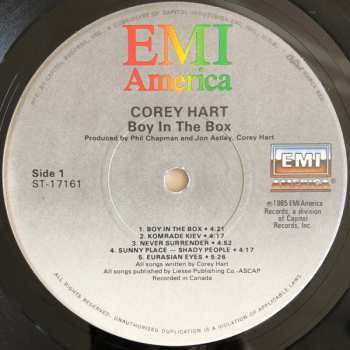 EMI
America
COREY HART
Boy In The Box
Produced by Phil Chapman and Jon Astley, Corey Hart
Side 1
ST-17161
EMI
AMERICA
℗1985 EMI America
Records, a division
of Capitol
Records, Inc.
1. BOY IN THE BOX • 4:21
2. KOMRADE KIEV • 4:17
3. NEVER SURRENDER • 4:52
4. SUNNY PLACE — SHADY PEOPLE • 4:17
5. EURASIAN EYES • 5:26
All songs written by Corey Hart
All songs published by Liesse Publishing Co.-ASCAP
Recorded in Canada
ALL RIGHTS RESERVED. UNAUTHORIZED DUPLICATION IS A VIOLATION OF APPLICABLE LAWS.